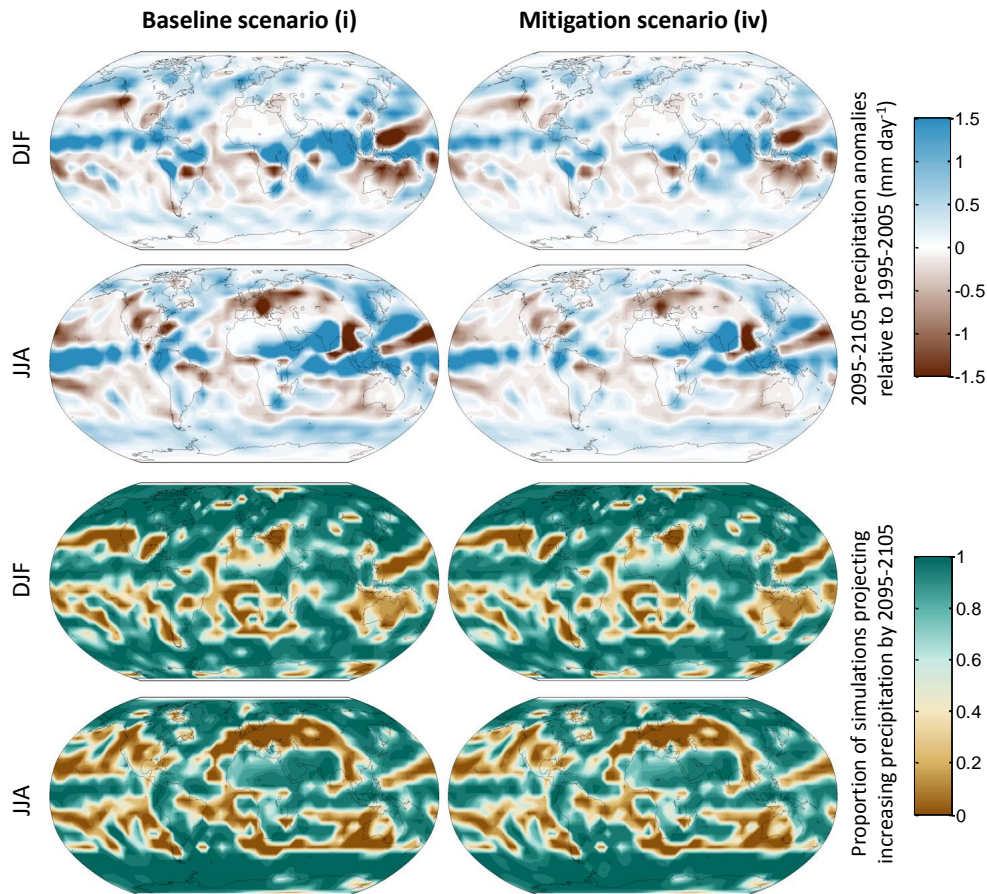 Baseline scenario (i)
Mitigation scenario (iv)
DJF
JJA
2095-2105 precipitation anomalies
relative to 1995-2005 (mm day⁻¹)
1.5
1
0.5
0
-0.5
-1
-1.5
DJF
JJA
Proportion of simulations projecting
increasing precipitation by 2095-2105
1
0.8
0.6
0.4
0.2
0